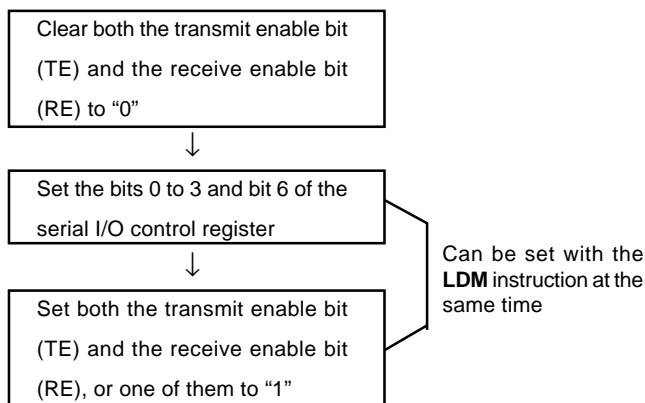 Clear both the transmit enable bit
(TE) and the receive enable bit
(RE) to “0”
↓
Set the bits 0 to 3 and bit 6 of the
serial I/O control register
↓
Set both the transmit enable bit
(TE) and the receive enable bit
(RE), or one of them to “1”
Can be set with the
LDM instruction at the
same time